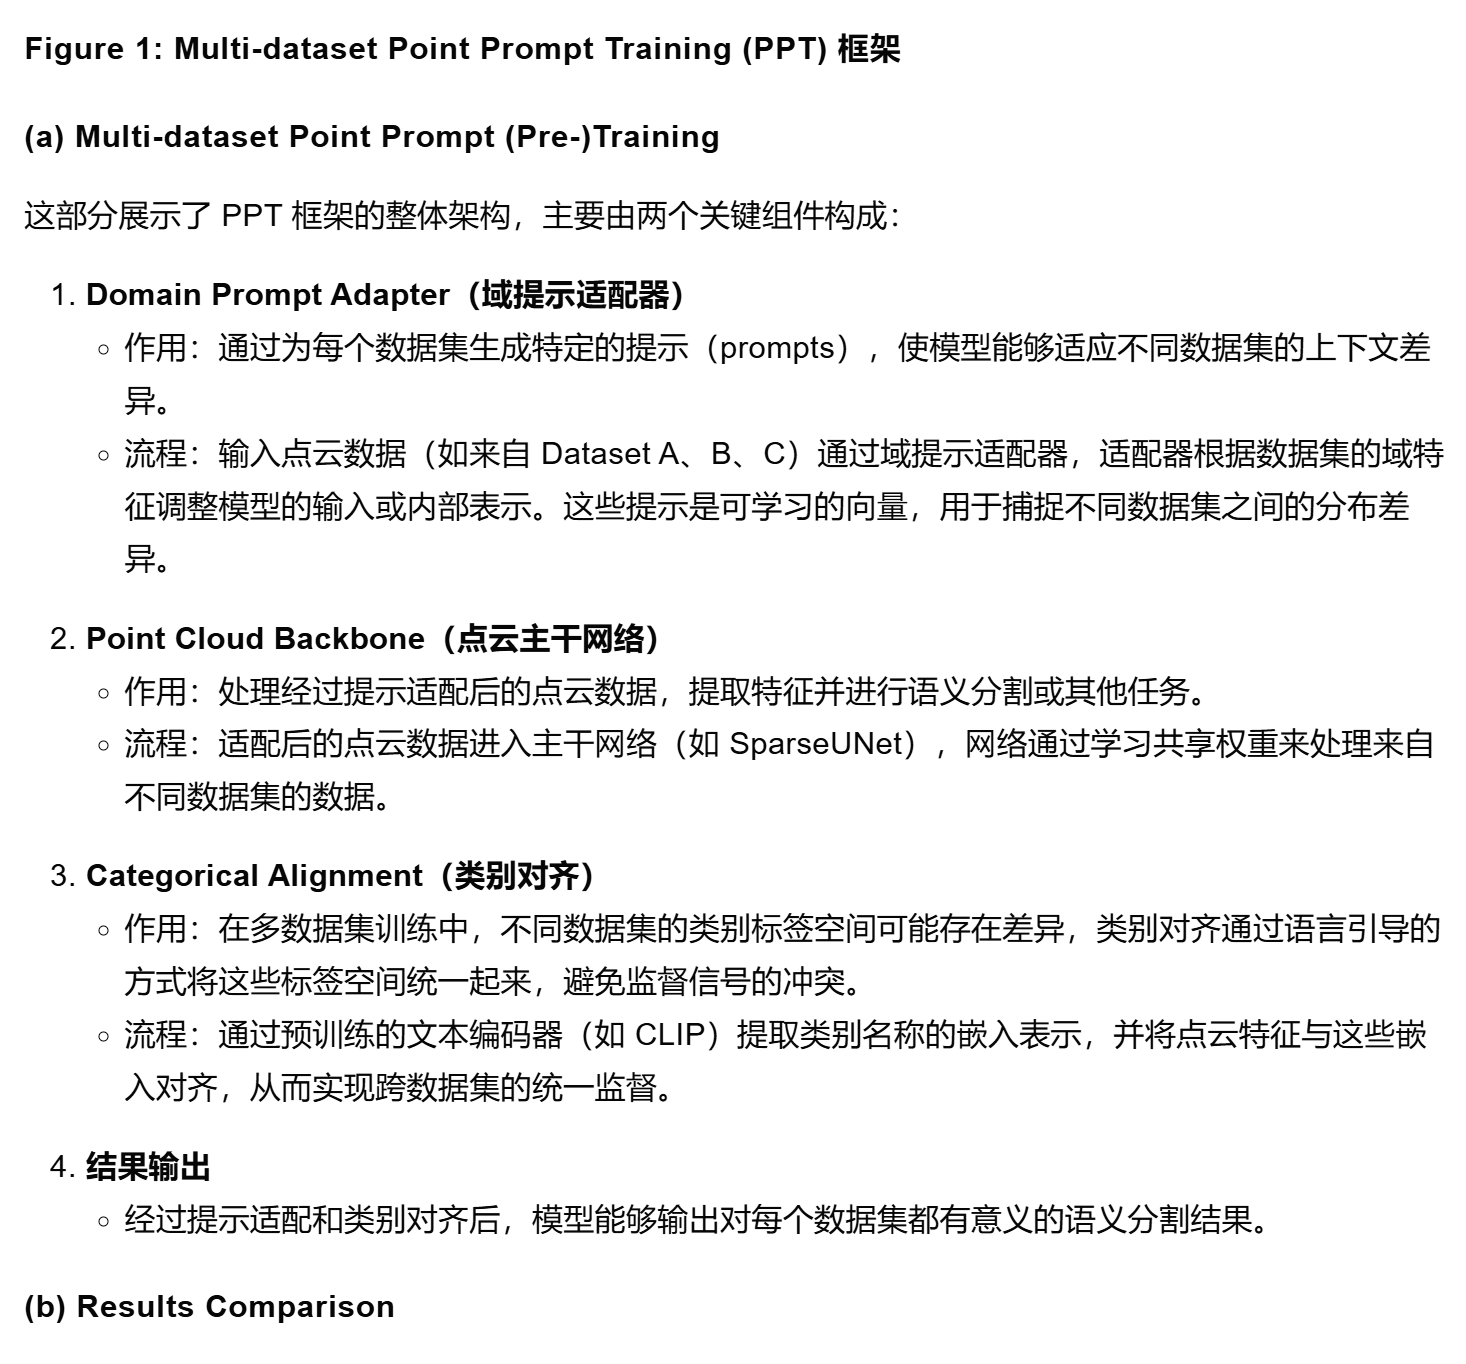 Figure 1: Multi-dataset Point Prompt Training (PPT) 框架
(a) Multi-dataset Point Prompt (Pre-)Training
这部分展示了 PPT 框架的整体架构，主要由两个关键组件构成：
1. Domain Prompt Adapter（域提示适配器）
○ 作用：通过为每个数据集生成特定的提示（prompts），使模型能够适应不同数据集的上下文差
异。
○ 流程：输入点云数据（如来自 Dataset A、B、C）通过域提示适配器，适配器根据数据集的域特
征调整模型的输入或内部表示。这些提示是可学习的向量，用于捕捉不同数据集之间的分布差
异。
2. Point Cloud Backbone（点云主干网络）
○ 作用：处理经过提示适配后的点云数据，提取特征并进行语义分割或其他任务。
○ 流程：适配后的点云数据进入主干网络（如 SparseUNet），网络通过学习共享权重来处理来自
不同数据集的数据。
3. Categorical Alignment（类别对齐）
○ 作用：在多数据集训练中，不同数据集的类别标签空间可能存在差异，类别对齐通过语言引导的
方式将这些标签空间统一起来，避免监督信号的冲突。
○ 流程：通过预训练的文本编码器（如 CLIP）提取类别名称的嵌入表示，并将点云特征与这些嵌
入对齐，从而实现跨数据集的统一监督。
4. 结果输出
○ 经过提示适配和类别对齐后，模型能够输出对每个数据集都有意义的语义分割结果。
(b) Results Comparison